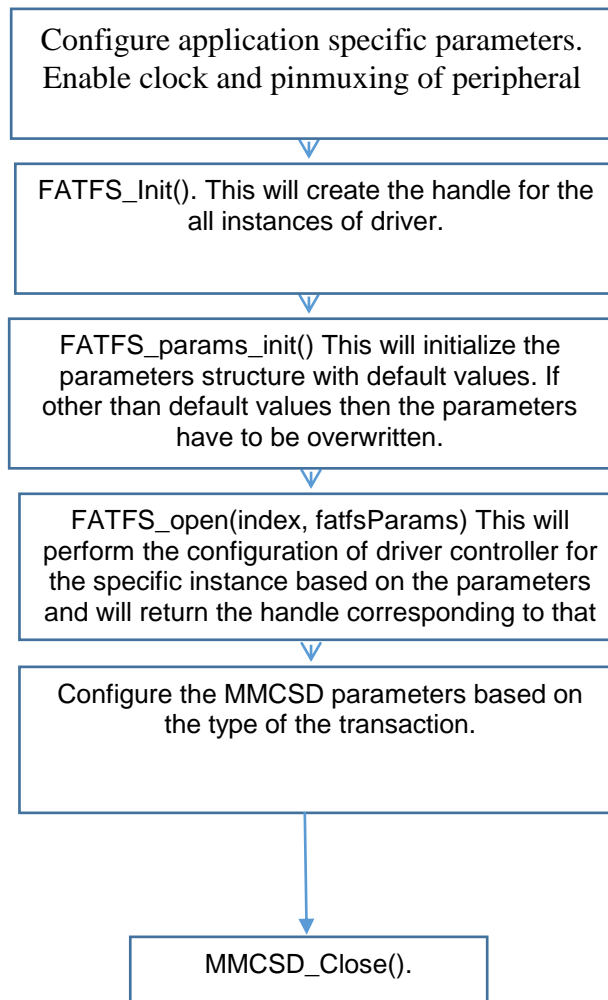 Configure application specific parameters.
Enable clock and pinmuxing of peripheral
FATFS_Init(). This will create the handle for the
all instances of driver.
FATFS_params_init() This will initialize the
parameters structure with default values. If
other than default values then the parameters
have to be overwritten.
FATFS_open(index, fatfsParams) This will
perform the configuration of driver controller for
the specific instance based on the parameters
and will return the handle corresponding to that
Configure the MMCSD parameters based on
the type of the transaction.
MMCSD_Close().